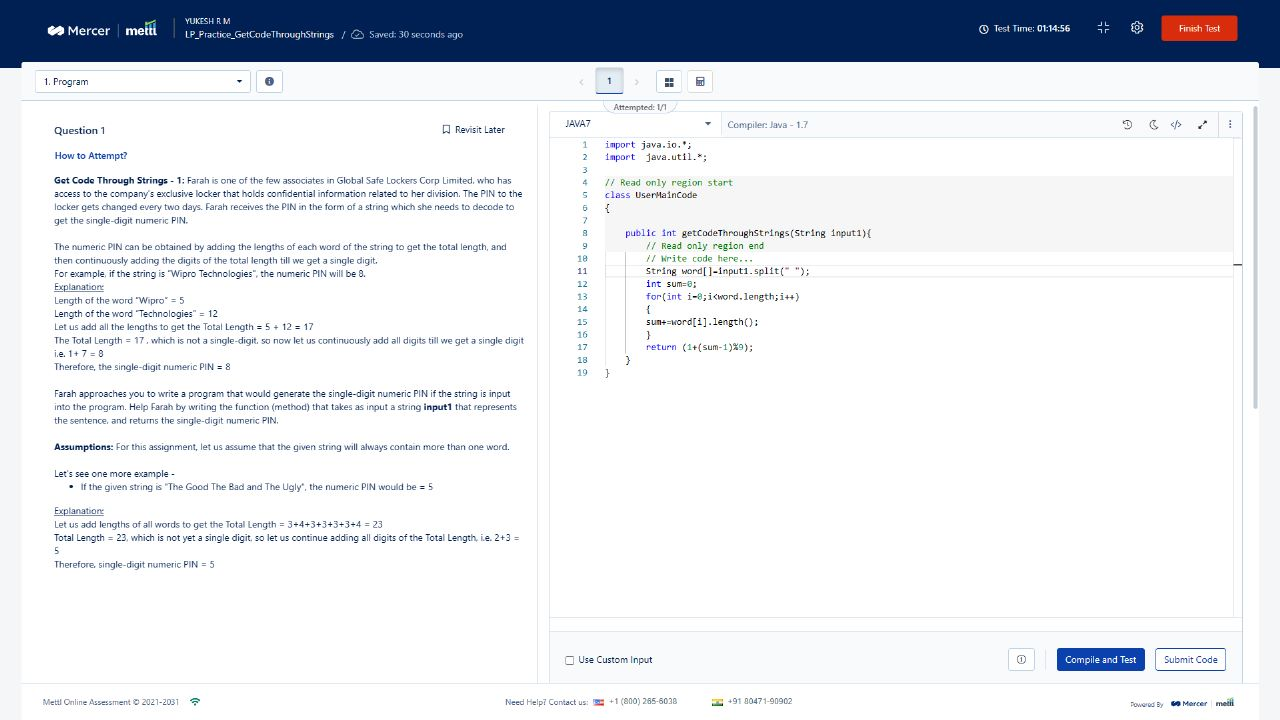 Mercer | mettl
YUKESH R M
LP_Practice_GetCodeThroughStrings / Saved: 30 seconds ago
Test Time: 01:14:56
Finish Test
1. Program
1
Attempted: 1/1
Question 1
Revisit Later
How to Attempt?
Get Code Through Strings - 1: Farah is one of the few associates in Global Safe Lockers Corp Limited. who has
access to the company's exclusive locker that holds confidential information related to her division. The PIN to the
locker gets changed every two days. Farah receives the PIN in the form of a string which she needs to decode to
get the single-digit numeric PIN.
The numeric PIN can be obtained by adding the lengths of each word of the string to get the total length, and
then continuously adding the digits of the total length till we get a single digit.
For example, if the string is "Wipro Technologies", the numeric PIN will be 8.
Explanation:
Length of the word "Wipro" = 5
Length of the word "Technologies" = 12
Let us add all the lengths to get the Total Length = 5 + 12 = 17
The Total Length = 17 , which is not a single-digit, so now let us continuously add all digits till we get a single digit
i.e. 1+ 7 = 8
Therefore, the single-digit numeric PIN = 8
Farah approaches you to write a program that would generate the single-digit numeric PIN if the string is input
into the program. Help Farah by writing the function (method) that takes as input a string input1 that represents
the sentence, and returns the single-digit numeric PIN.
Assumptions: For this assignment, let us assume that the given string will always contain more than one word.
Let's see one more example -
• If the given string is "The Good The Bad and The Ugly", the numeric PIN would be = 5
Explanation:
Let us add lengths of all words to get the Total Length = 3+4+3+3+3+3+4 = 23
Total Length = 23, which is not yet a single digit, so let us continue adding all digits of the Total Length, i.e. 2+3 =
5
Therefore, single-digit numeric PIN = 5
JAVA7
Compiler: Java - 1.7
1 import java.io.*;
2 import  java.util.*;
3
4 // Read only region start
5 class UserMainCode
6 {
7
8     public int getCodeThroughStrings(String input1){
9         // Read only region end
10         // Write code here...
11         String word[]=input1.split(" ");
12         int sum=0;
13         for(int i=0;i<word.length;i++)
14         {
15         sum+=word[i].length();
16         }
17         return (1+(sum-1)%9);
18     }
19 }
Use Custom Input
Compile and Test
Submit Code
Mettl Online Assessment © 2021-2031
Need Help? Contact us: +1 (800) 265-6038
+91 80471-90902
Powered By Mercer | mettl